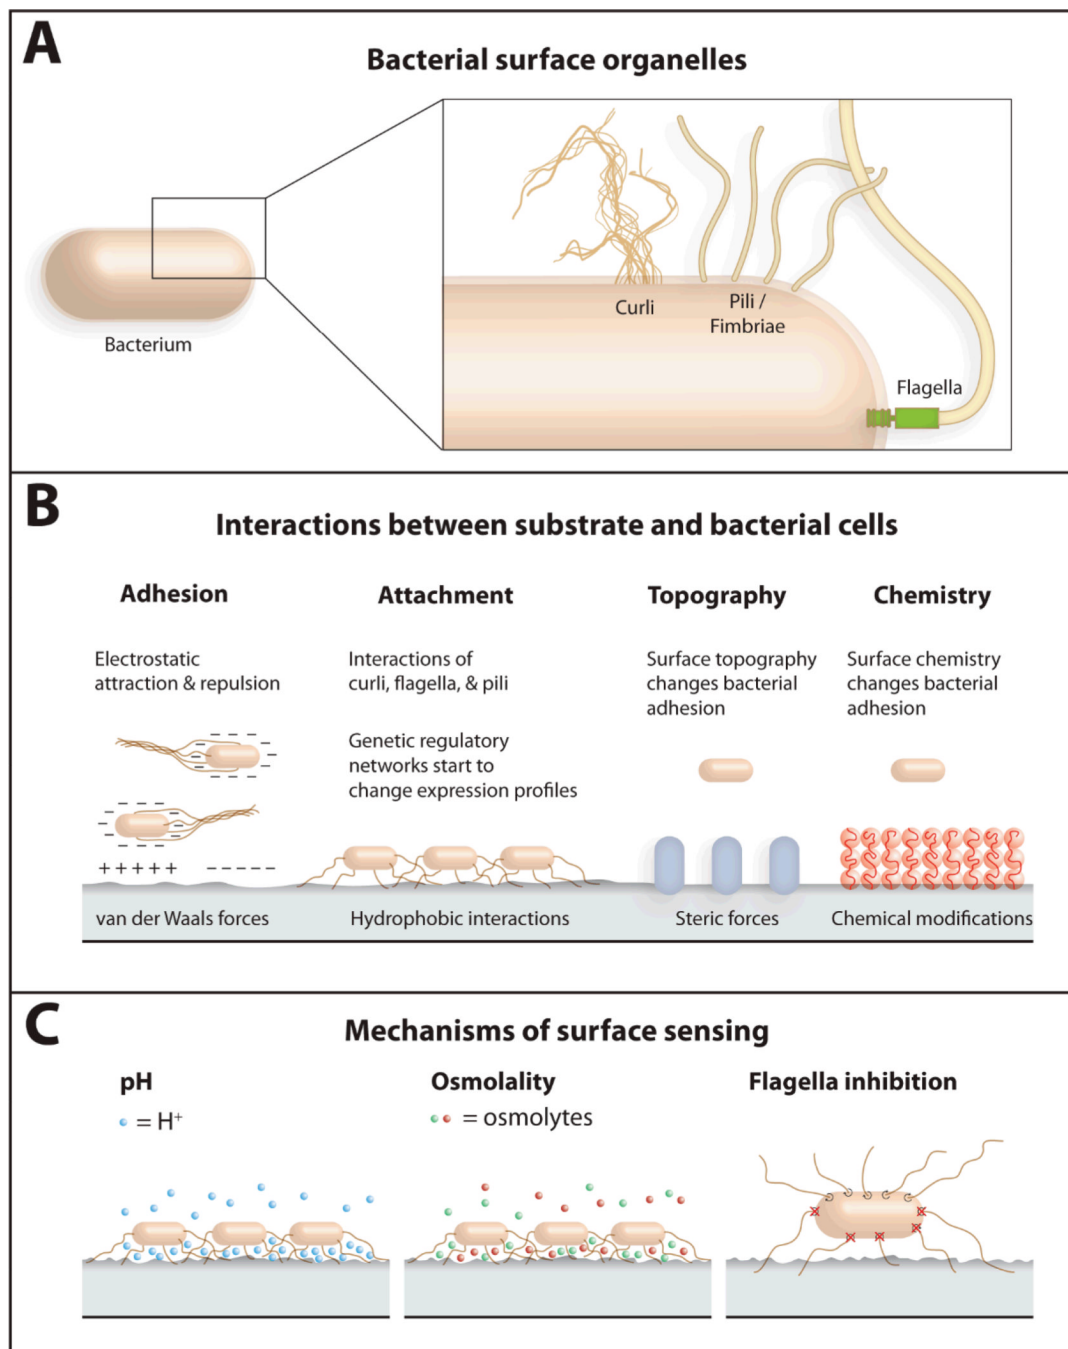 A
Bacterial surface organelles
Bacterium
Curli
Pili /
Fimbriae
Flagella
B
Interactions between substrate and bacterial cells
Adhesion
Electrostatic
attraction & repulsion
+ + + + +
– – – – –
van der Waals forces
Attachment
Interactions of
curli, flagella, & pili
Genetic regulatory
networks start to
change expression profiles
Hydrophobic interactions
Topography
Surface topography
changes bacterial
adhesion
Steric forces
Chemistry
Surface chemistry
changes bacterial
adhesion
Chemical modifications
C
Mechanisms of surface sensing
pH
= H⁺
Osmolality
= osmolytes
Flagella inhibition